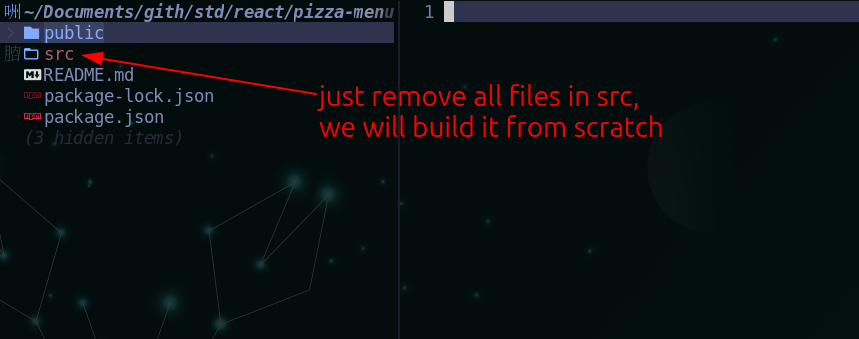 ~/Documents/gith/std/react/pizza-menu
public
src
README.md
package-lock.json
package.json
(3 hidden items)
1
just remove all files in src,
we will build it from scratch